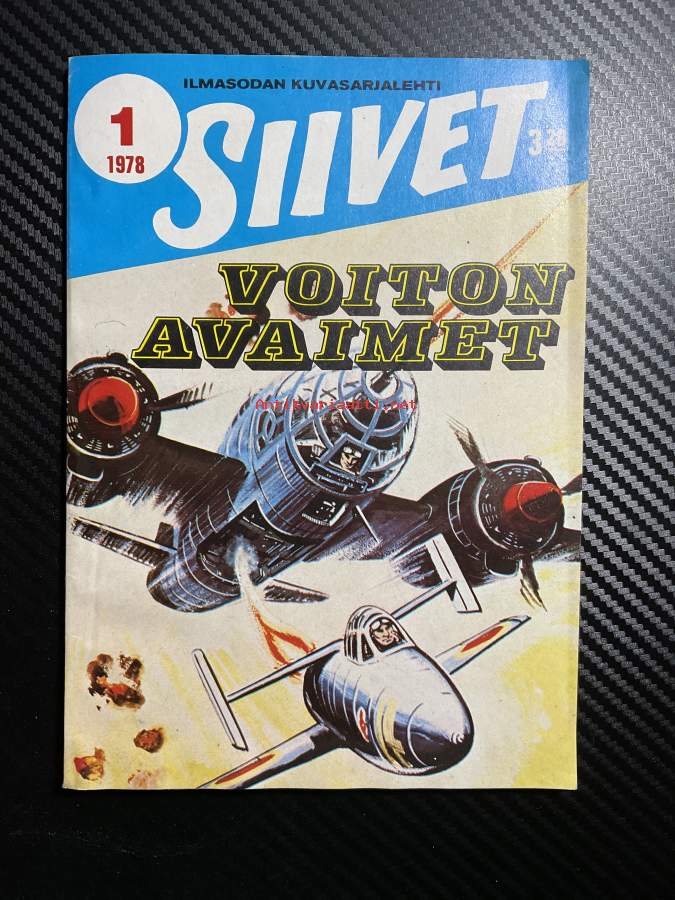 ILMASODAN KUVASARJALEHTI
1
1978
SIIVET
3,20
VOITON
AVAIMET
Antikvariaatti.net